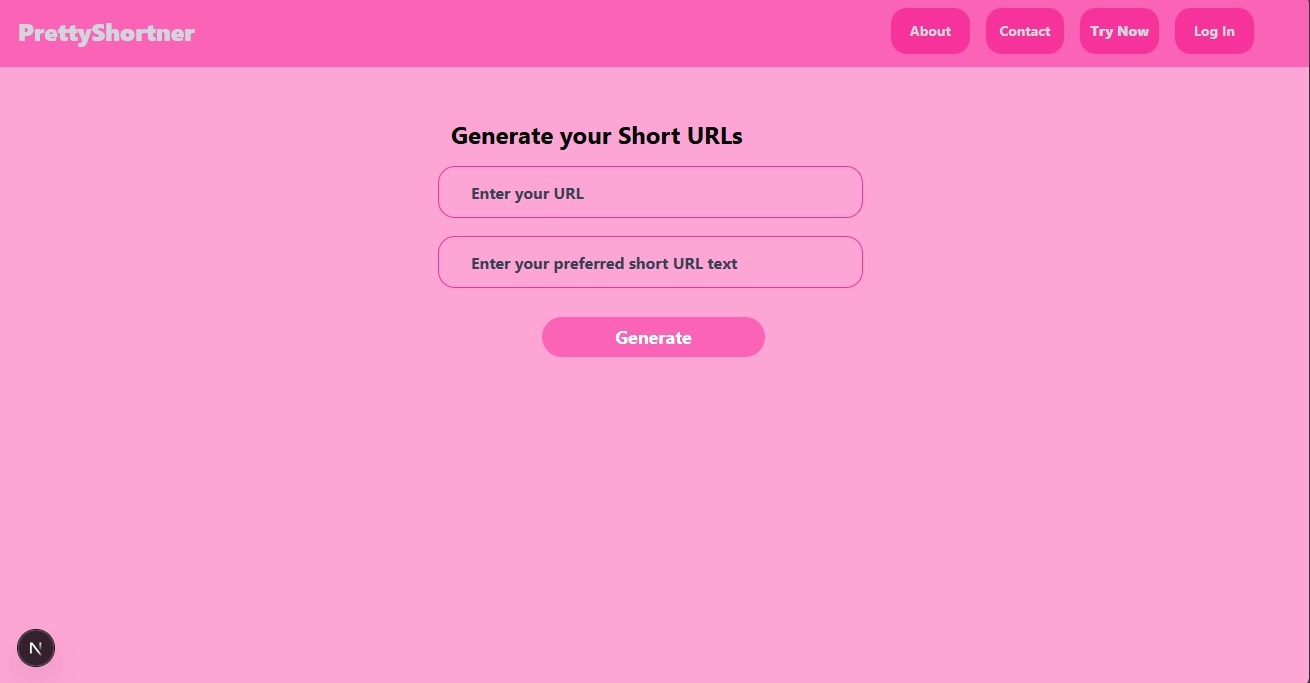 PrettyShortner
About
Contact
Try Now
Log In
Generate your Short URLs
Enter your URL
Enter your preferred short URL text
Generate
N